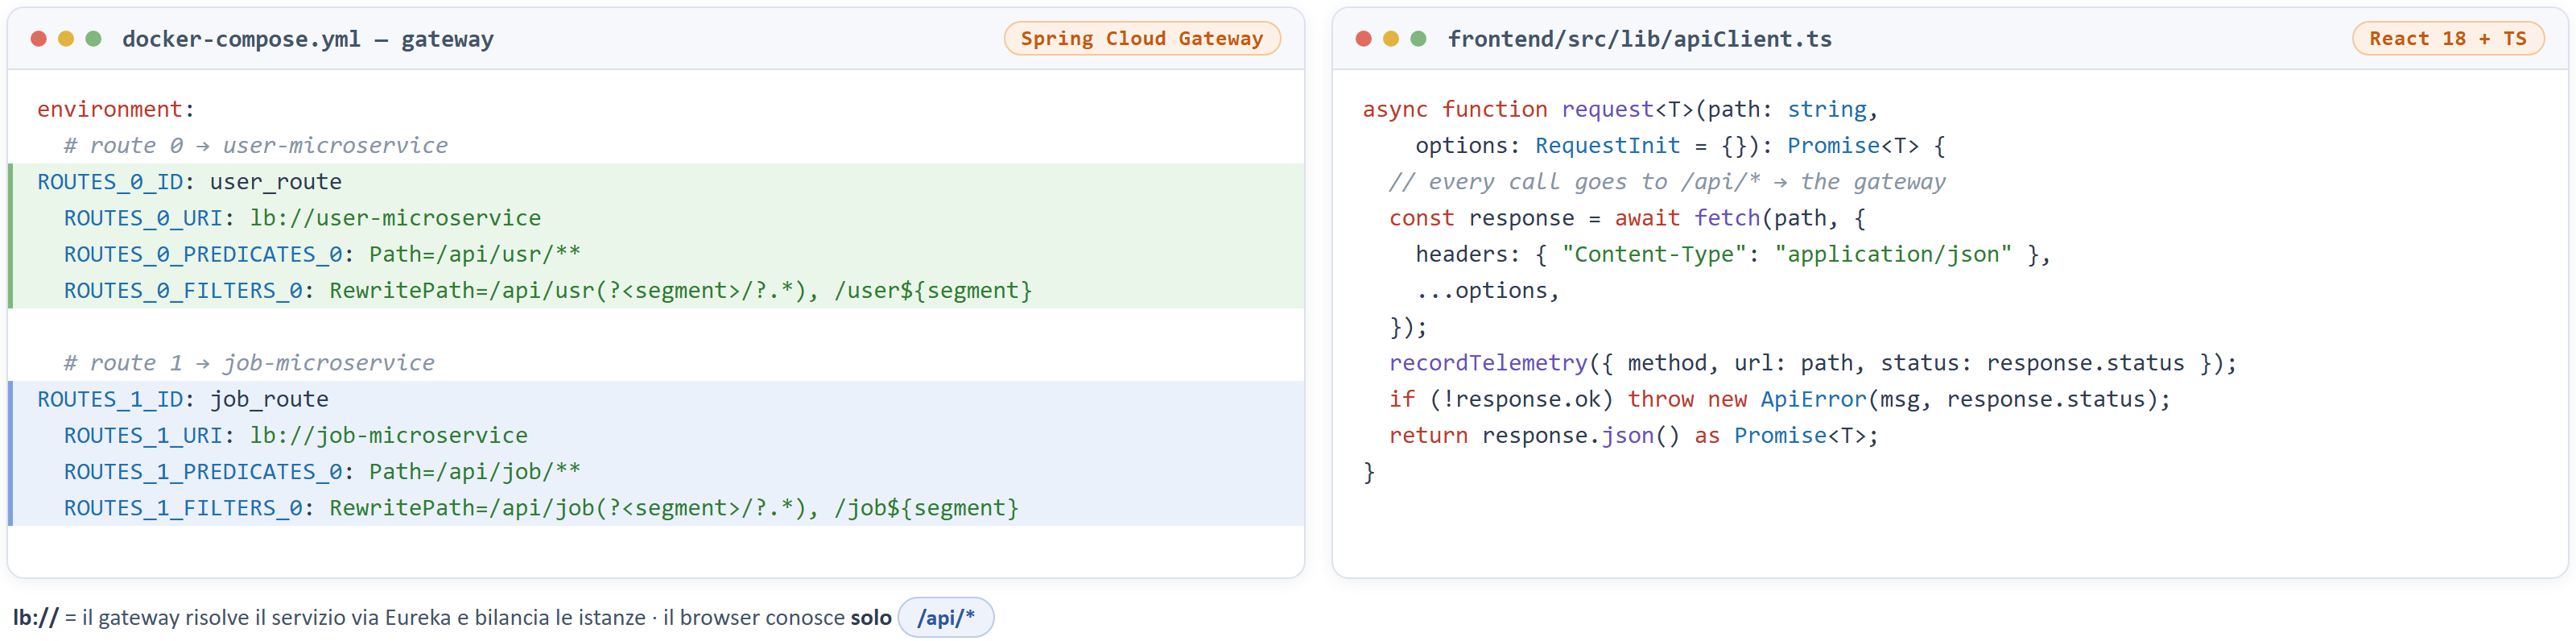 docker-compose.yml — gateway
Spring Cloud Gateway
environment:
# route 0 → user-microservice
ROUTES_0_ID: user_route
ROUTES_0_URI: lb://user-microservice
ROUTES_0_PREDICATES_0: Path=/api/usr/**
ROUTES_0_FILTERS_0: RewritePath=/api/usr(?<segment>/?.*), /user${segment}
# route 1 → job-microservice
ROUTES_1_ID: job_route
ROUTES_1_URI: lb://job-microservice
ROUTES_1_PREDICATES_0: Path=/api/job/**
ROUTES_1_FILTERS_0: RewritePath=/api/job(?<segment>/?.*), /job${segment}
frontend/src/lib/apiClient.ts
React 18 + TS
async function request<T>(path: string,
options: RequestInit = {}): Promise<T> {
// every call goes to /api/* → the gateway
const response = await fetch(path, {
headers: { "Content-Type": "application/json" },
...options,
});
recordTelemetry({ method, url: path, status: response.status });
if (!response.ok) throw new ApiError(msg, response.status);
return response.json() as Promise<T>;
}
lb:// = il gateway risolve il servizio via Eureka e bilancia le istanze · il browser conosce solo /api/*